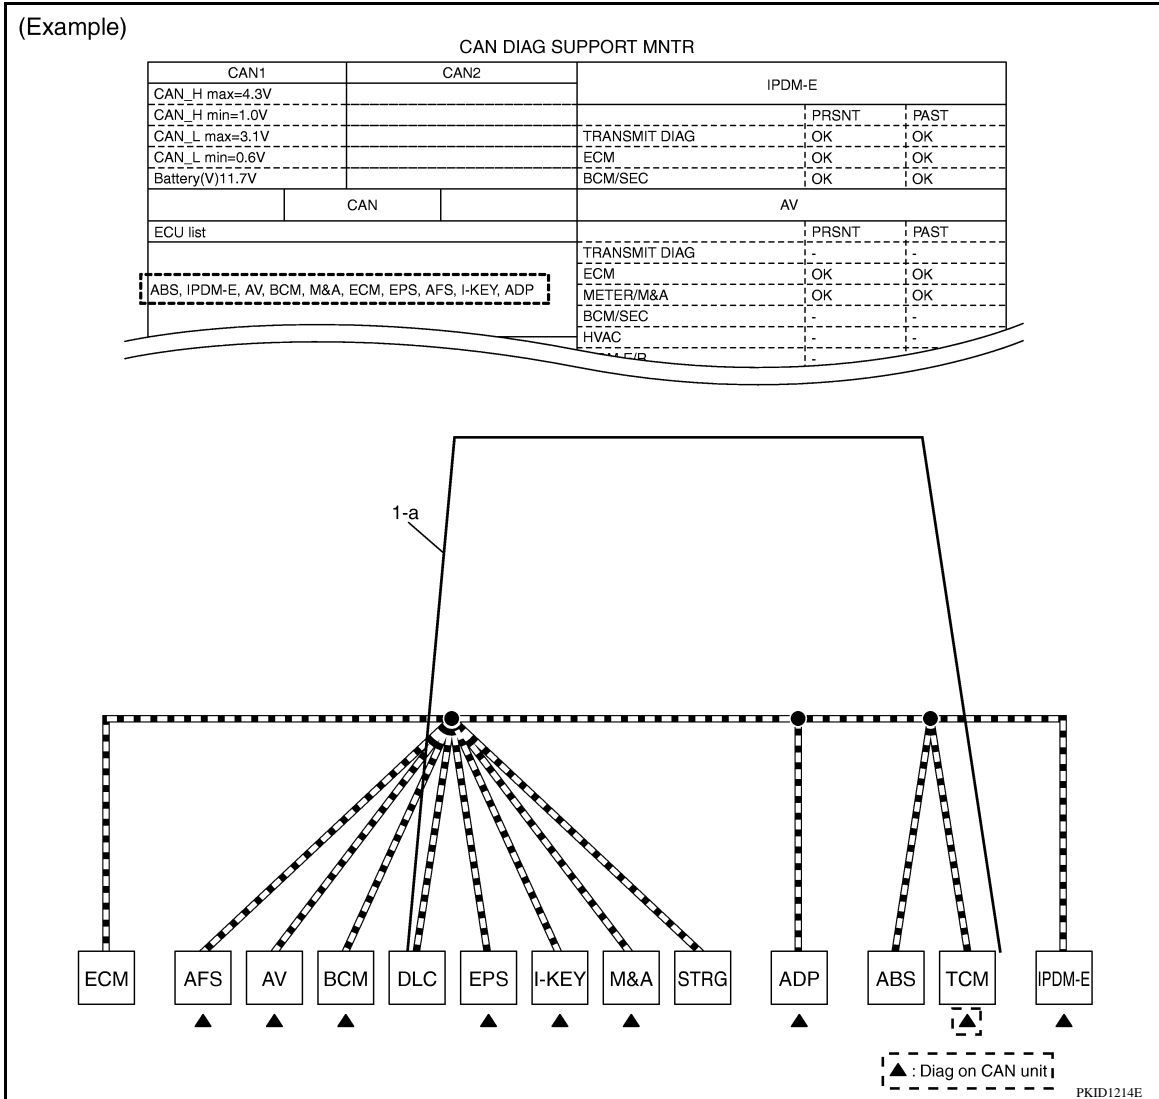 (Example)
CAN DIAG SUPPORT MNTR
CAN1 CAN2 IPDM-E
CAN_H max=4.3V
CAN_H min=1.0V PRSNT PAST
CAN_L max=3.1V TRANSMIT DIAG OK OK
CAN_L min=0.6V ECM OK OK
Battery(V)11.7V BCM/SEC OK OK
CAN AV
ECU list PRSNT PAST
TRANSMIT DIAG - -
ECM OK OK
ABS, IPDM-E, AV, BCM, M&A, ECM, EPS, AFS, I-KEY, ADP METER/M&A OK OK
BCM/SEC - -
HVAC - -
-
1-a
ECM AFS AV BCM DLC EPS I-KEY M&A STRG ADP ABS TCM IPDM-E
▲ : Diag on CAN unit
PKID1214E